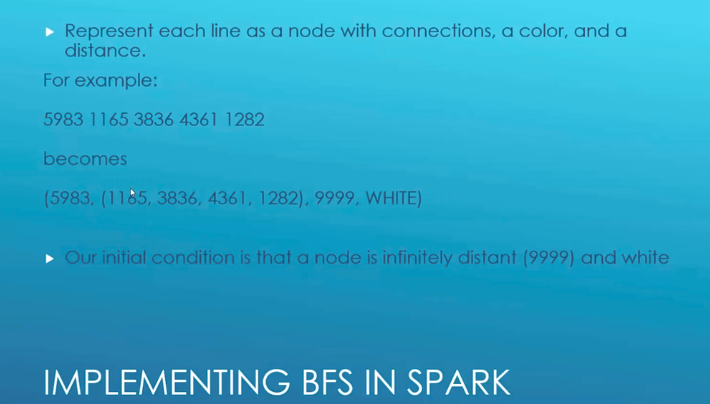 Represent each line as a node with connections, a color, and a
distance.
For example:
5983 1165 3836 4361 1282
becomes
(5983, (1165, 3836, 4361, 1282), 9999, WHITE)
Our initial condition is that a node is infinitely distant (9999) and white
IMPLEMENTING BFS IN SPARK